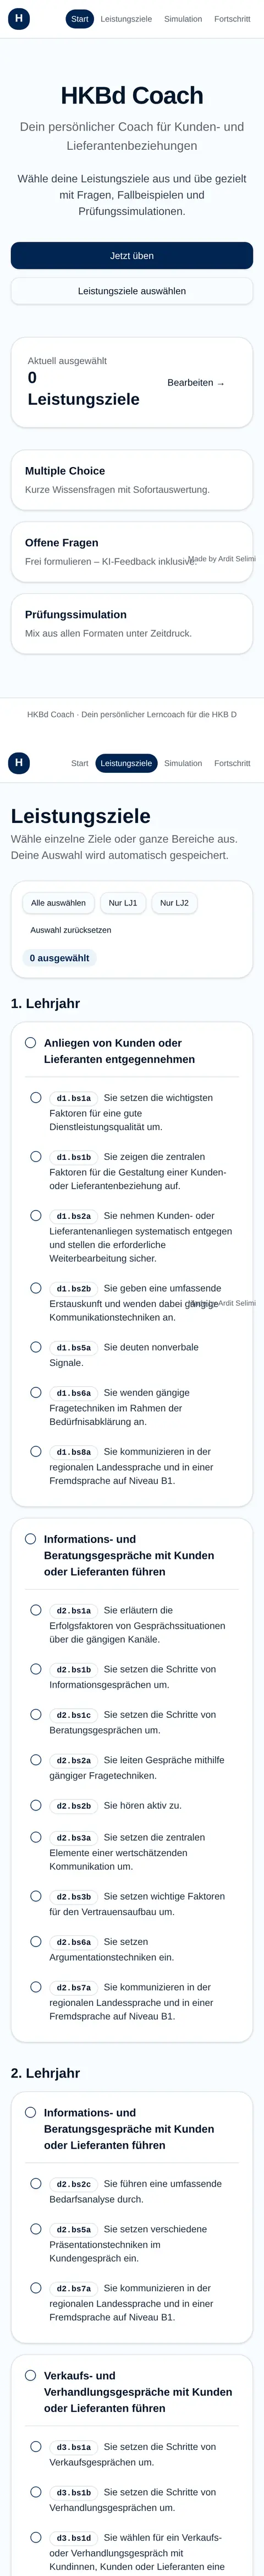 H Start Leistungsziele Simulation Fortschritt
HKBd Coach
Dein persönlicher Coach für Kunden- und
Lieferantenbeziehungen
Wähle deine Leistungsziele aus und übe gezielt
mit Fragen, Fallbeispielen und
Prüfungssimulationen.
Jetzt üben
Leistungsziele auswählen
Aktuell ausgewählt
0
Leistungsziele
Bearbeiten →
Multiple Choice
Kurze Wissensfragen mit Sofortauswertung.
Offene Fragen
Frei formulieren – KI-Feedback inklusive.
Made by Ardit Selimi
Prüfungssimulation
Mix aus allen Formaten unter Zeitdruck.
HKBd Coach · Dein persönlicher Lerncoach für die HKB D
H Start Leistungsziele Simulation Fortschritt
Leistungsziele
Wähle einzelne Ziele oder ganze Bereiche aus.
Deine Auswahl wird automatisch gespeichert.
Alle auswählen Nur LJ1 Nur LJ2
Auswahl zurücksetzen
0 ausgewählt
1. Lehrjahr
Anliegen von Kunden oder
Lieferanten entgegennehmen
d1.bs1a Sie setzen die wichtigsten
Faktoren für eine gute
Dienstleistungsqualität um.
d1.bs1b Sie zeigen die zentralen
Faktoren für die Gestaltung einer Kunden-
oder Lieferantenbeziehung auf.
d1.bs2a Sie nehmen Kunden- oder
Lieferantenanliegen systematisch entgegen
und stellen die erforderliche
Weiterbearbeitung sicher.
d1.bs2b Sie geben eine umfassende
Erstauskunft und wenden dabei gängige
Made by Ardit Selimi
Kommunikationstechniken an.
d1.bs5a Sie deuten nonverbale
Signale.
d1.bs6a Sie wenden gängige
Fragetechniken im Rahmen der
Bedürfnisabklärung an.
d1.bs8a Sie kommunizieren in der
regionalen Landessprache und in einer
Fremdsprache auf Niveau B1.
Informations- und
Beratungsgespräche mit Kunden
oder Lieferanten führen
d2.bs1a Sie erläutern die
Erfolgsfaktoren von Gesprächssituationen
über die gängigen Kanäle.
d2.bs1b Sie setzen die Schritte von
Informationsgesprächen um.
d2.bs1c Sie setzen die Schritte von
Beratungsgesprächen um.
d2.bs2a Sie leiten Gespräche mithilfe
gängiger Fragetechniken.
d2.bs2b Sie hören aktiv zu.
d2.bs3a Sie setzen die zentralen
Elemente einer wertschätzenden
Kommunikation um.
d2.bs3b Sie setzen wichtige Faktoren
für den Vertrauensaufbau um.
d2.bs6a Sie setzen
Argumentationstechniken ein.
d2.bs7a Sie kommunizieren in der
regionalen Landessprache und in einer
Fremdsprache auf Niveau B1.
2. Lehrjahr
Informations- und
Beratungsgespräche mit Kunden
oder Lieferanten führen
d2.bs2c Sie führen eine umfassende
Bedarfsanalyse durch.
d2.bs5a Sie setzen verschiedene
Präsentationstechniken im
Kundengespräch ein.
d2.bs7a Sie kommunizieren in der
regionalen Landessprache und in einer
Fremdsprache auf Niveau B1.
Verkaufs- und
Verhandlungsgespräche mit Kunden
oder Lieferanten führen
d3.bs1a Sie setzen die Schritte von
Verkaufsgesprächen um.
d3.bs1b Sie setzen die Schritte von
Verhandlungsgesprächen um.
d3.bs1d Sie wählen für ein Verkaufs-
oder Verhandlungsgespräch mit
Kundinnen, Kunden oder Lieferanten eine